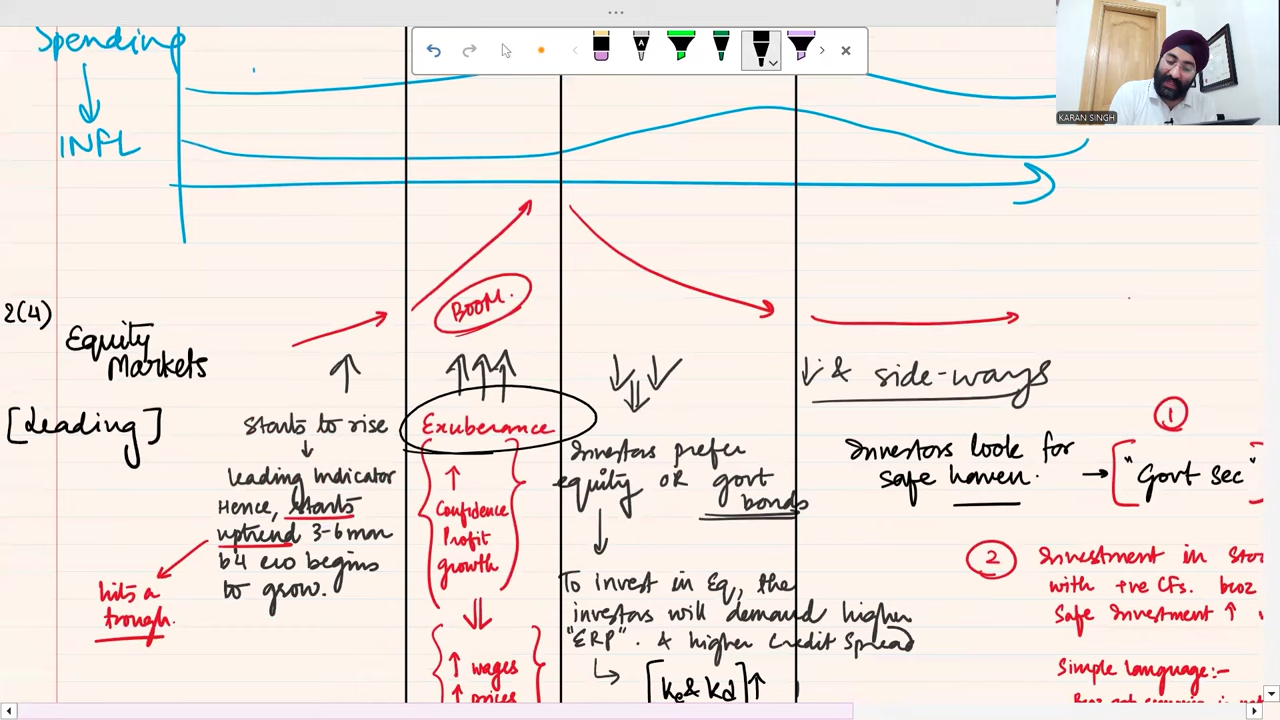 Spending
INFL
KARAN SINGH
2(4)
Equity
Markets
[Leading]
BOOM.
Starts to rise
Leading Indicator
Hence, starts
uptrend 3-6mon
b4 eco begins
to grow.
hits a
trough.
Exuberance
↑
Confidence
Profit
growth
↑ wages
↑ prices
Investors prefer
equity OR govt
bonds
To invest in Eq, the
investors will demand higher
"ERP". & higher Credit Spread
[ke & kd]↑
↓ & side-ways
Investors look for
safe haven. → ["Govt Sec"
1
2 Investment in
with +ve CFs. bcoz
Safe Investment ↑
Simple language:-